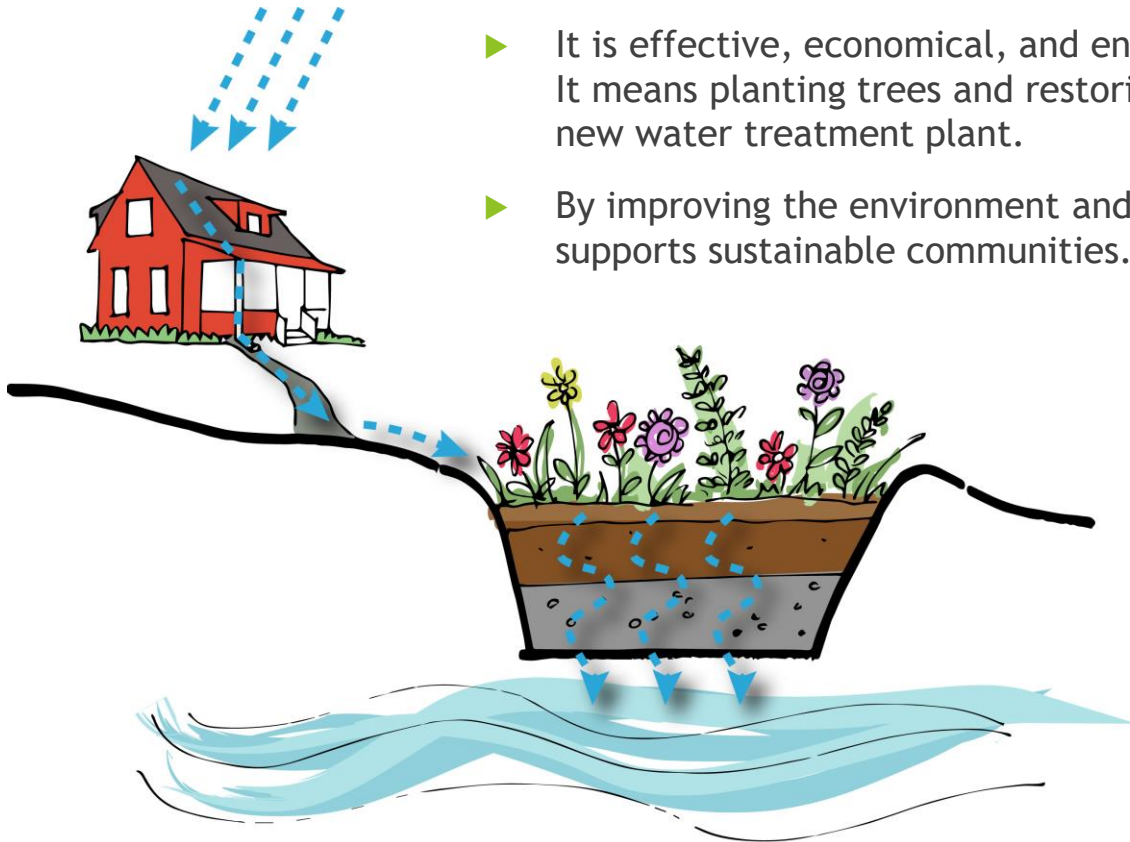 It is effective, economical, and en
It means planting trees and restori
new water treatment plant.
By improving the environment and
supports sustainable communities.